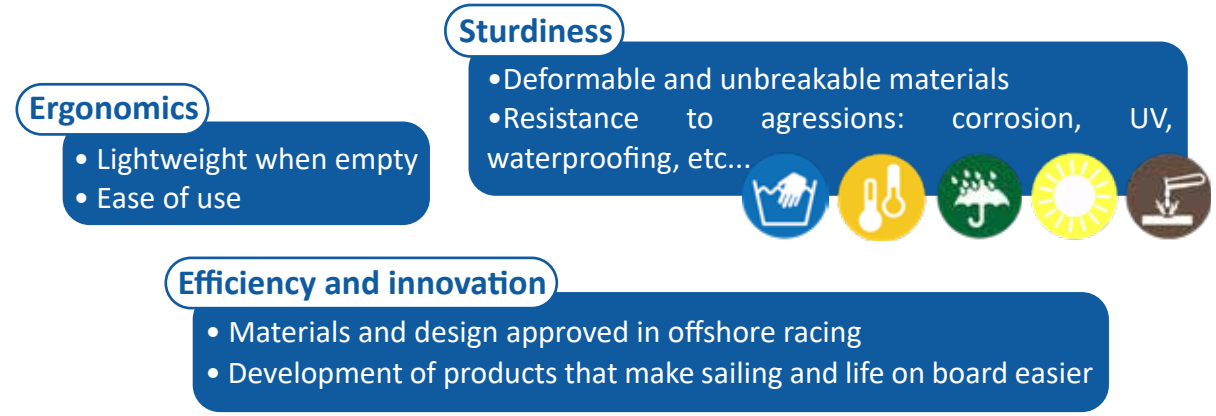 Sturdiness
•Deformable and unbreakable materials
•Resistance to agressions: corrosion, UV,
waterproofing, etc...
Ergonomics
• Lightweight when empty
• Ease of use
Efficiency and innovation
• Materials and design approved in offshore racing
• Development of products that make sailing and life on board easier